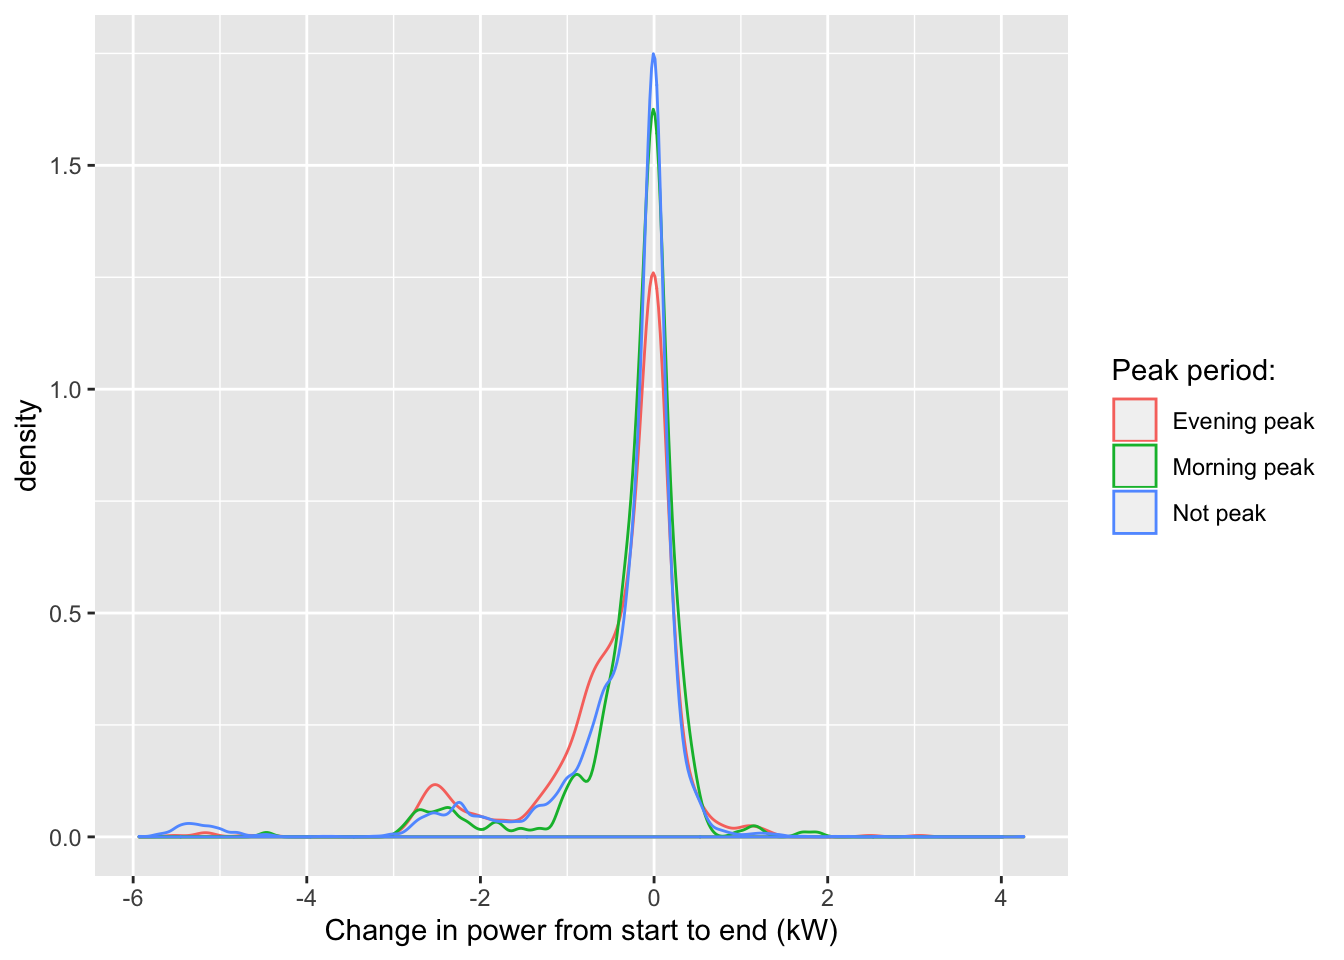 1.5
1.0
0.5
0.0
density
-6
-4
-2
0
2
4
Change in power from start to end (kW)
Peak period:
Evening peak
Morning peak
Not peak